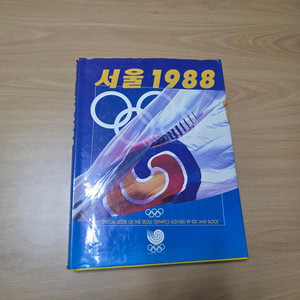 서울 1988
OFFICIAL BOOK OF THE SEOUL OLYMPICS LICENSED BY IOC AND SLOOC